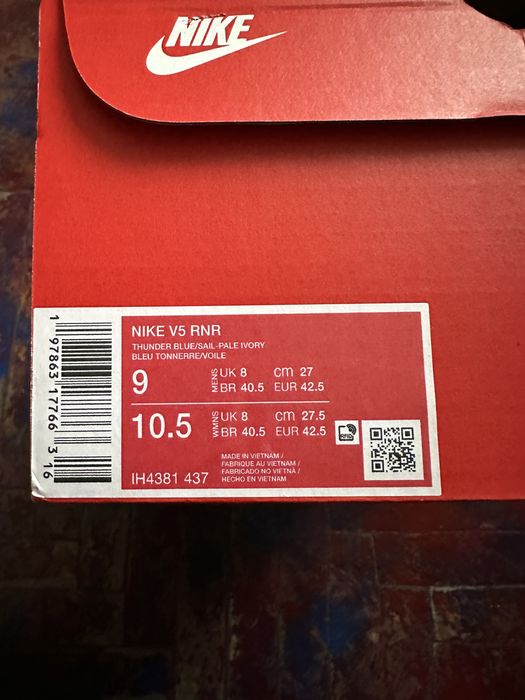 NIKE
NIKE V5 RNR
THUNDER BLUE/SAIL-PALE IVORY
BLEU TONNERRE/VOILE
9 MENS UK 8 cm 27
BR 40.5 EUR 42.5
10.5 WMNS UK 8 cm 27.5
BR 40.5 EUR 42.5
RFID
MADE IN VIETNAM /
FABRIQUE AU VIETNAM /
FABRICADO NO VIETNÃ /
HECHO EN VIETNAM
IH4381 437
1 97863 17766 3 16